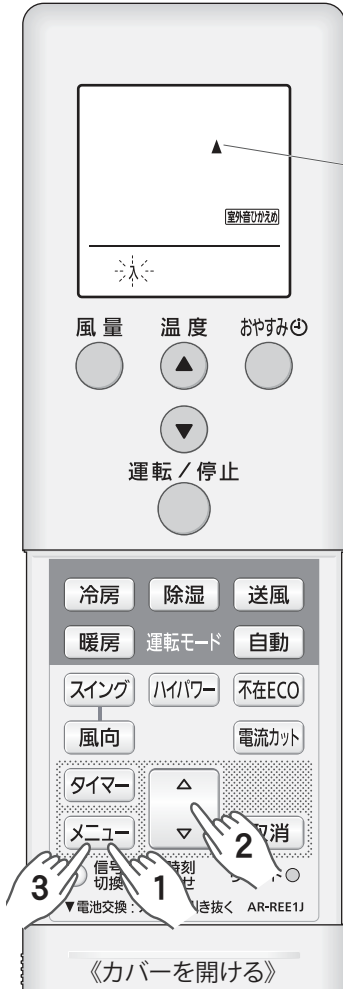 室外音ひかえめ
入
風量 温度 おやすみ
運転／停止
冷房 除湿 送風
暖房 運転モード 自動
スイング ハイパワー 不在ECO
風向 電流カット
タイマー
メニュー 2 取消
3 1
信号 時刻
切換
▼電池交換: き抜く AR-REE1J
《カバーを開ける》